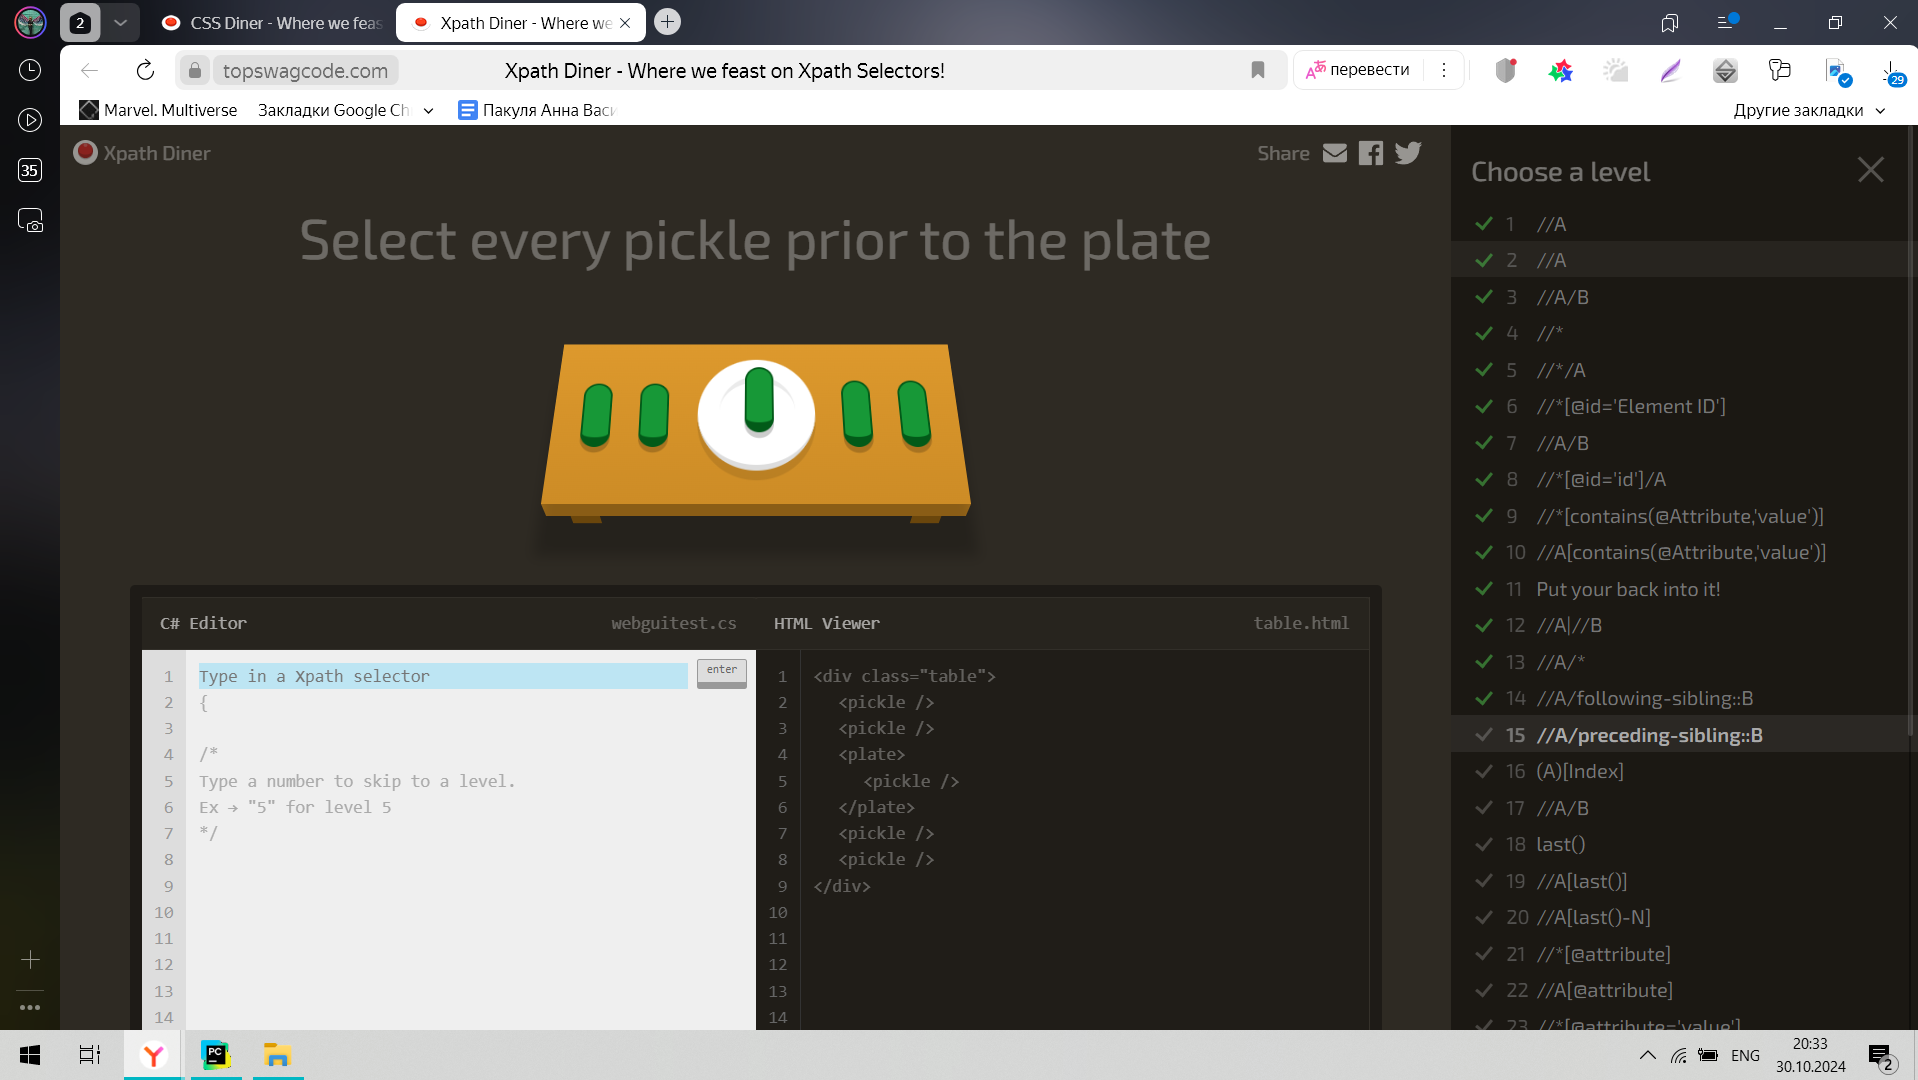 2
CSS Diner - Where we feas
Xpath Diner - Where we
topswagcode.com
Xpath Diner - Where we feast on Xpath Selectors!
перевести
29
Marvel. Multiverse
Закладки Google Ch
Пакуля Анна Васи
Другие закладки
35
Xpath Diner
Share
Select every pickle prior to the plate
C# Editor
webguitest.cs
HTML Viewer
table.html
1 Type in a Xpath selector
enter
2 {
3
4 /*
5 Type a number to skip to a level.
6 Ex → "5" for level 5
7 */
8
9
10
11
12
13
14
1 <div class="table">
2 <pickle />
3 <pickle />
4 <plate>
5 <pickle />
6 </plate>
7 <pickle />
8 <pickle />
9 </div>
10
11
12
13
14
Choose a level
1 //A
2 //A
3 //A/B
4 //*
5 //*/A
6 //*[@id='Element ID']
7 //A/B
8 //*[@id='id']/A
9 //*[contains(@Attribute,'value')]
10 //A[contains(@Attribute,'value')]
11 Put your back into it!
12 //A|//B
13 //A/*
14 //A/following-sibling::B
15 //A/preceding-sibling::B
16 (A)[Index]
17 //A/B
18 last()
19 //A[last()]
20 //A[last()-N]
21 //*[@attribute]
22 //A[@attribute]
23 //*[@attribute='value']
PC
ENG
20:33
30.10.2024
2